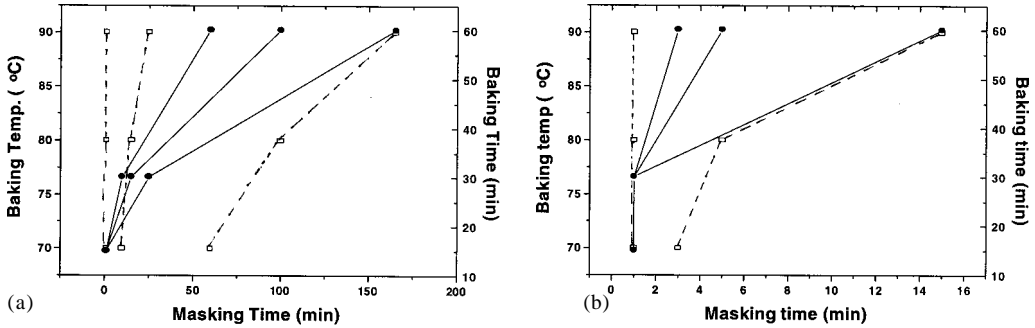 90
85
80
75
70
Baking Temp. ( °C)
60
50
40
30
20
10
Baking Time (min)
0 50 100 150 200
(a) Masking Time (min)
90
85
80
75
70
Baking temp ( °C)
60
50
40
30
20
10
Baking time (min)
0 2 4 6 8 10 12 14 16
(b) Masking time (min)